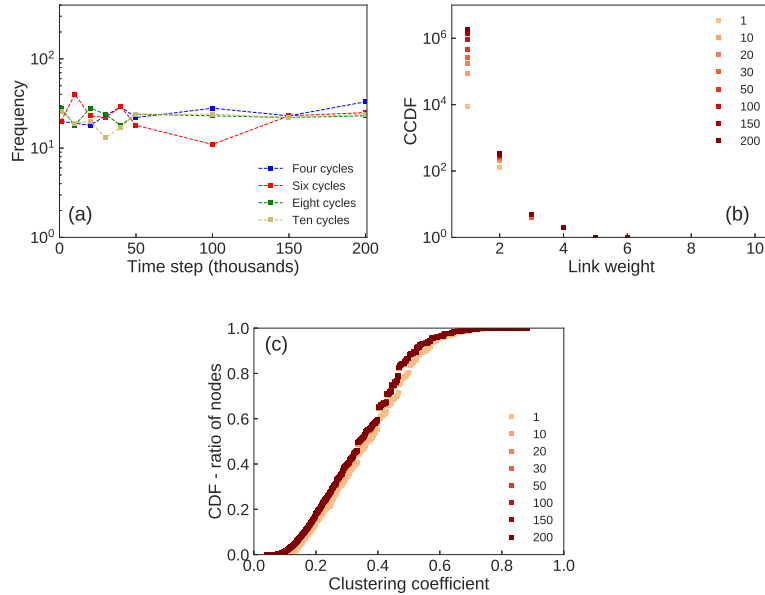 10²
10¹
10⁰
Frequency
Four cycles
Six cycles
Eight cycles
Ten cycles
(a)
0 50 100 150 200
Time step (thousands)
10⁶
10⁴
10²
10⁰
CCDF
1
10
20
30
50
100
150
200
(b)
2 4 6 8 10
Link weight
1.0
0.8
0.6
0.4
0.2
0.0
CDF - ratio of nodes
(c)
1
10
20
30
50
100
150
200
0.0 0.2 0.4 0.6 0.8 1.0
Clustering coefficient